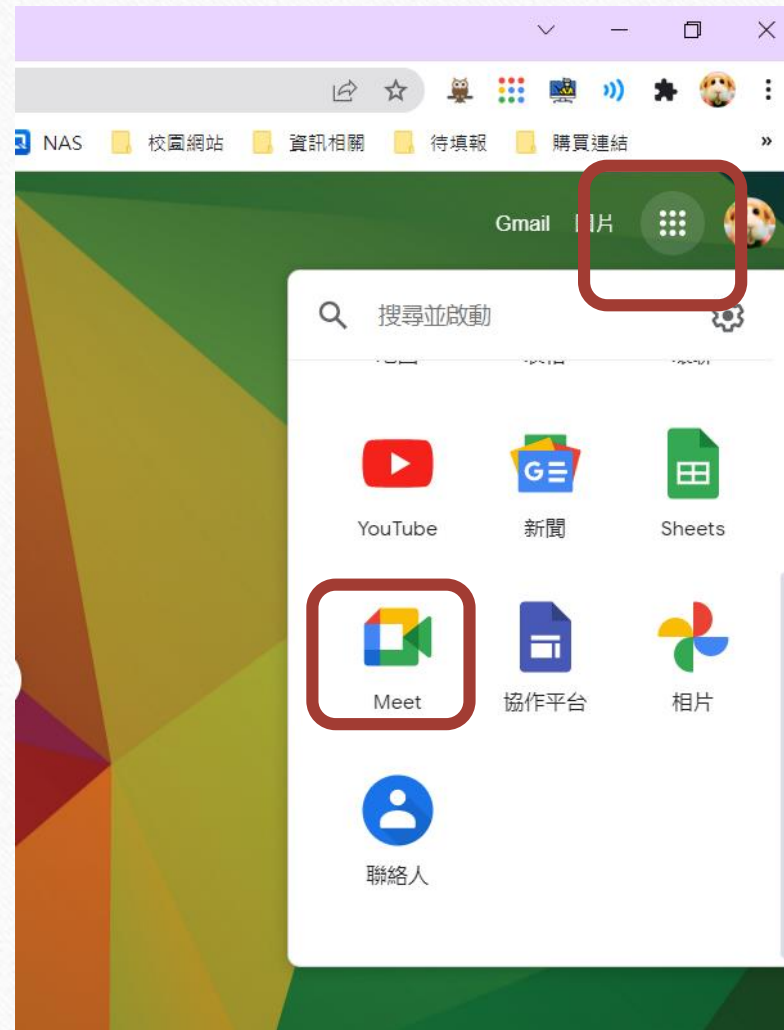 NAS 校園網站 資訊相關 待填報 購買連結 »
Gmail 片
搜尋並啟動
YouTube 新聞 Sheets
Meet 協作平台 相片
聯絡人